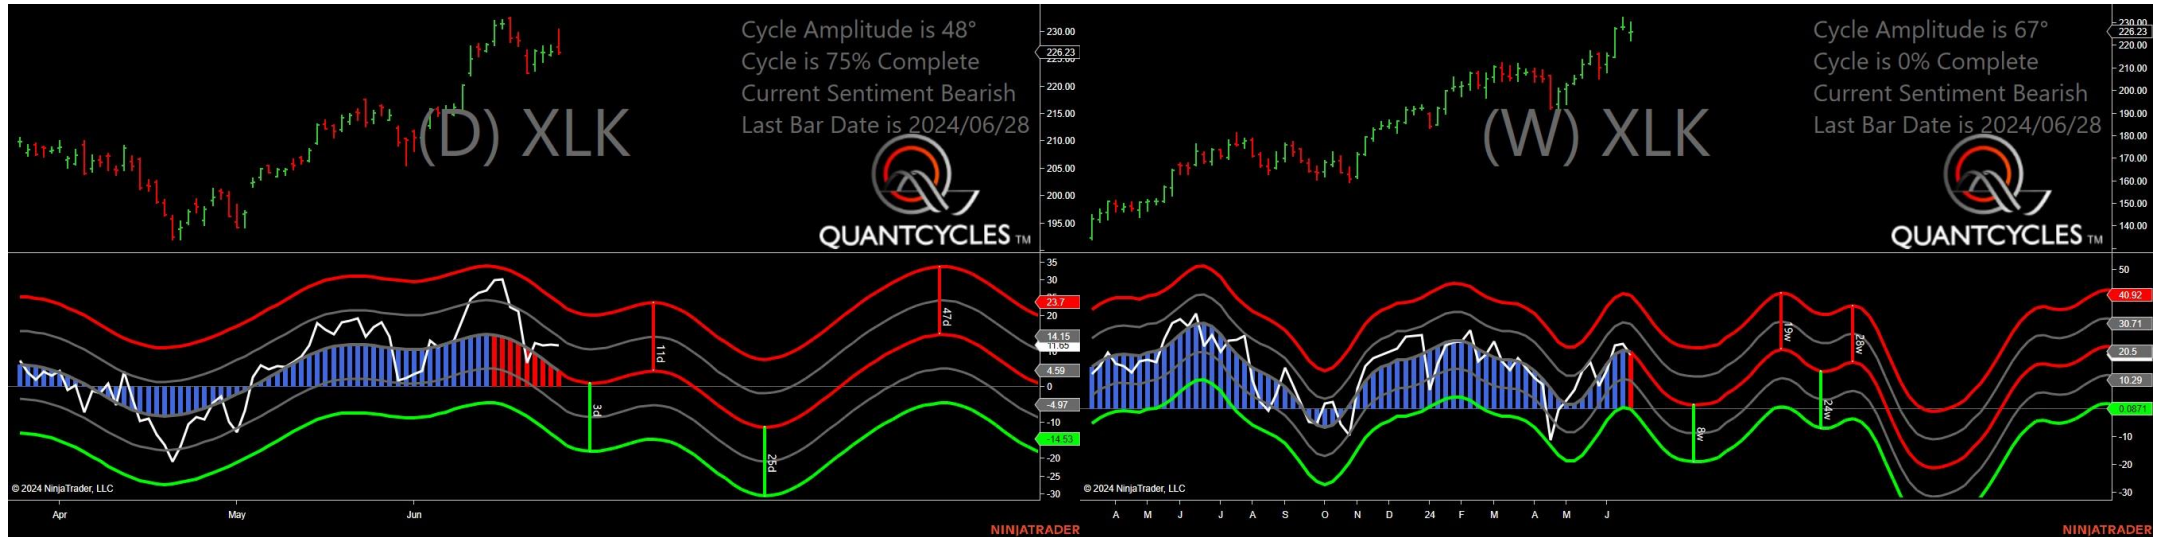 Cycle Amplitude is 48°
Cycle is 75% Complete
Current Sentiment Bearish
Last Bar Date is 2024/06/28
(D) XLK
QUANTCYCLES TM
230.00
226.23
225.00
220.00
215.00
210.00
205.00
200.00
195.00
35
30
23.7
20
14.15
11.65
10
4.59
0
-4.97
-10
-14.53
-20
-25
-30
11d
47d
3d
25d
© 2024 NinjaTrader, LLC
Apr May Jun
NINJATRADER
Cycle Amplitude is 67°
Cycle is 0% Complete
Current Sentiment Bearish
Last Bar Date is 2024/06/28
(W) XLK
QUANTCYCLES TM
230.00
226.23
220.00
210.00
200.00
190.00
180.00
170.00
160.00
150.00
140.00
50
40.92
30.71
20.5
10.29
0.0871
-10
-20
-30
19w
28w
8w
24w
© 2024 NinjaTrader, LLC
A M J J A S O N D 24 F M A M J
NINJATRADER